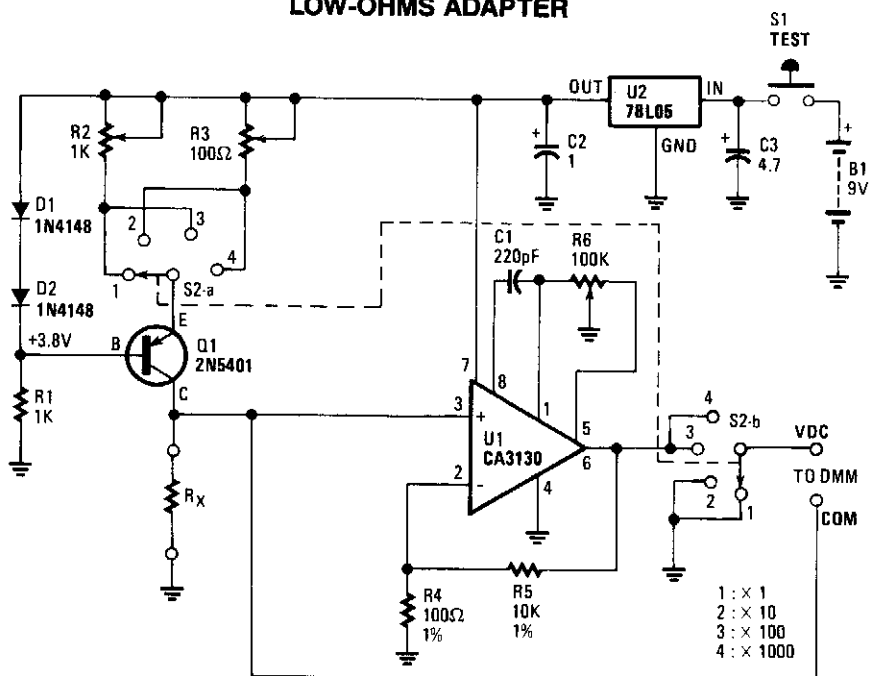 LOW-OHMS ADAPTER
S1
TEST
OUT
U2
78L05
IN
GND
C2
1
C3
4.7
B1
9V
R2
1K
R3
100Ω
D1
1N4148
2
3
4
1
S2-a
C1
220pF
R6
100K
D2
1N4148
+3.8V
B
E
C
Q1
2N5401
R1
1K
RX
7
8
1
3
+
2
-
U1
CA3130
5
6
4
4
3
2
1
S2-b
VDC
TO DMM
COM
R4
100Ω
1%
R5
10K
1%
1 : × 1
2 : × 10
3 : × 100
4 : × 1000